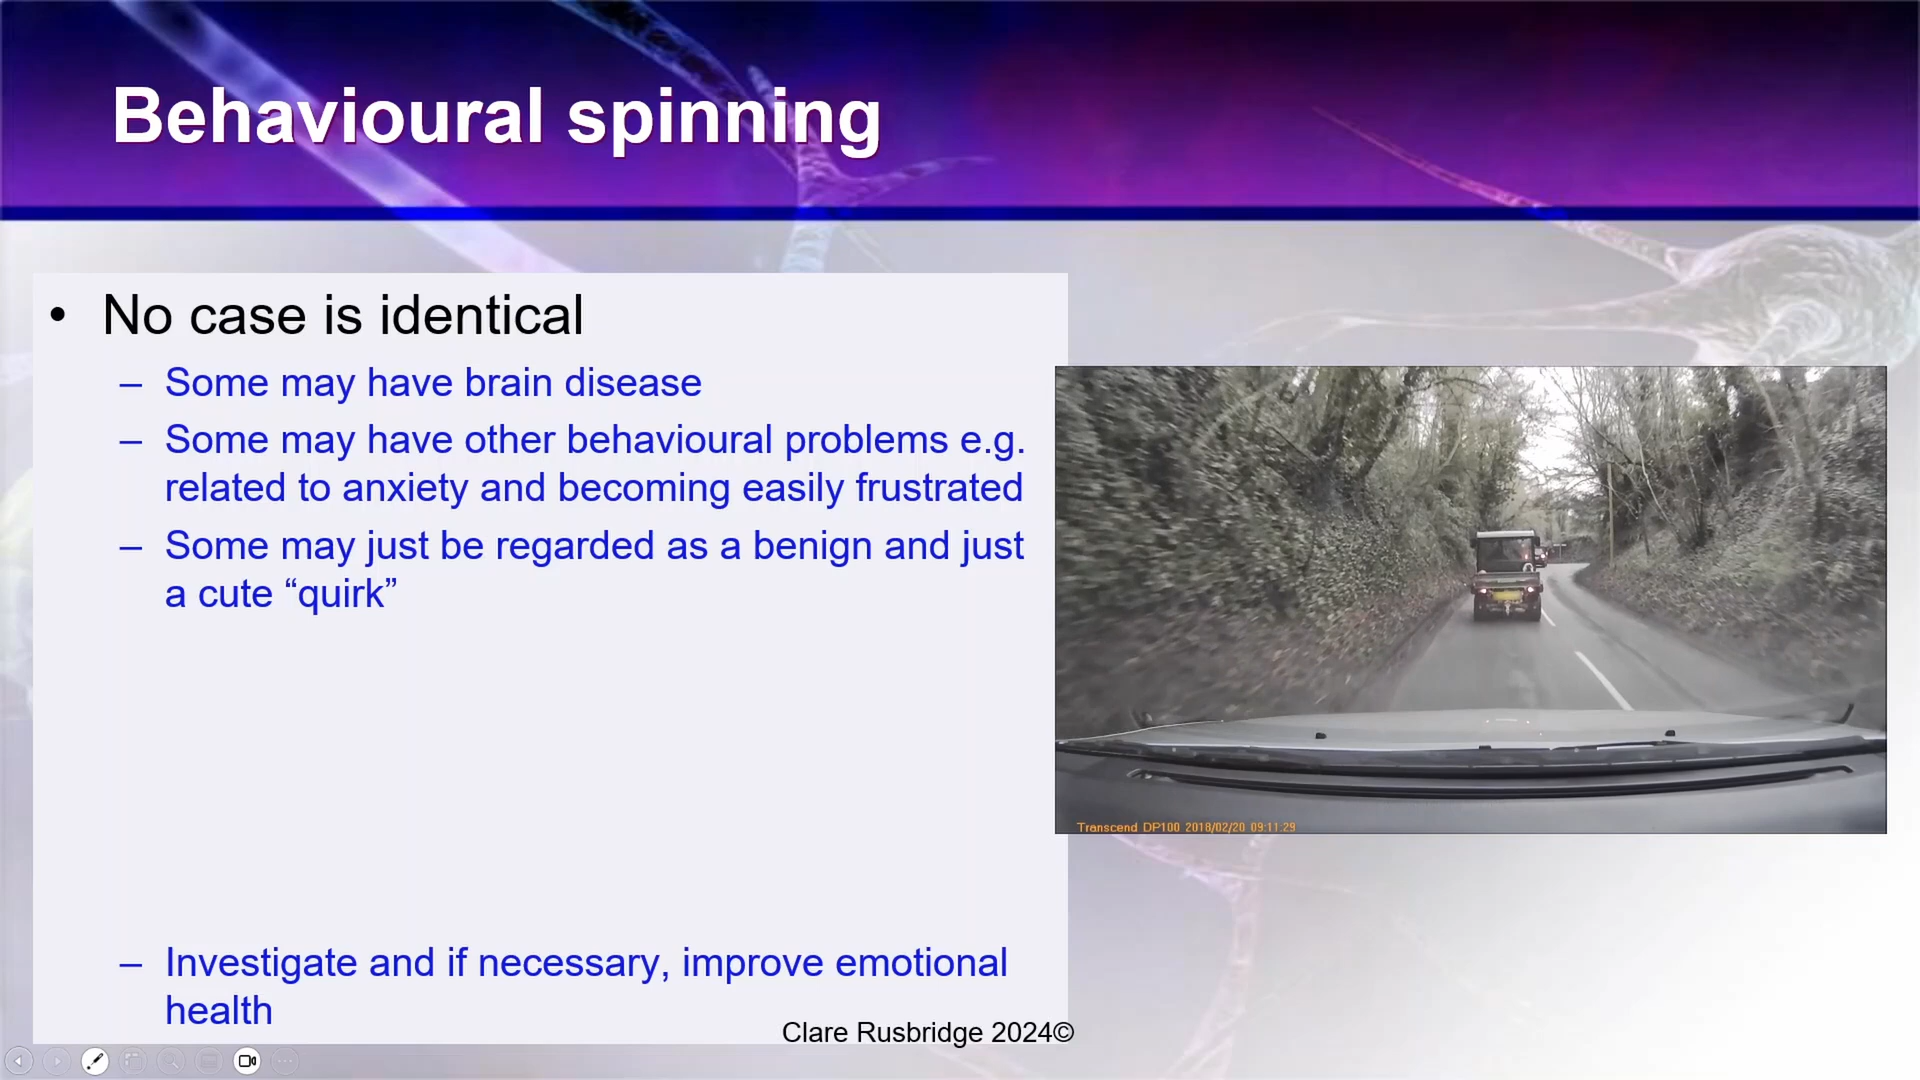 Behavioural spinning
• No case is identical
– Some may have brain disease
– Some may have other behavioural problems e.g.
related to anxiety and becoming easily frustrated
– Some may just be regarded as a benign and just
a cute “quirk”
– Investigate and if necessary, improve emotional
health
Transcend DP100 2018/02/20 09:11:29
Clare Rusbridge 2024©